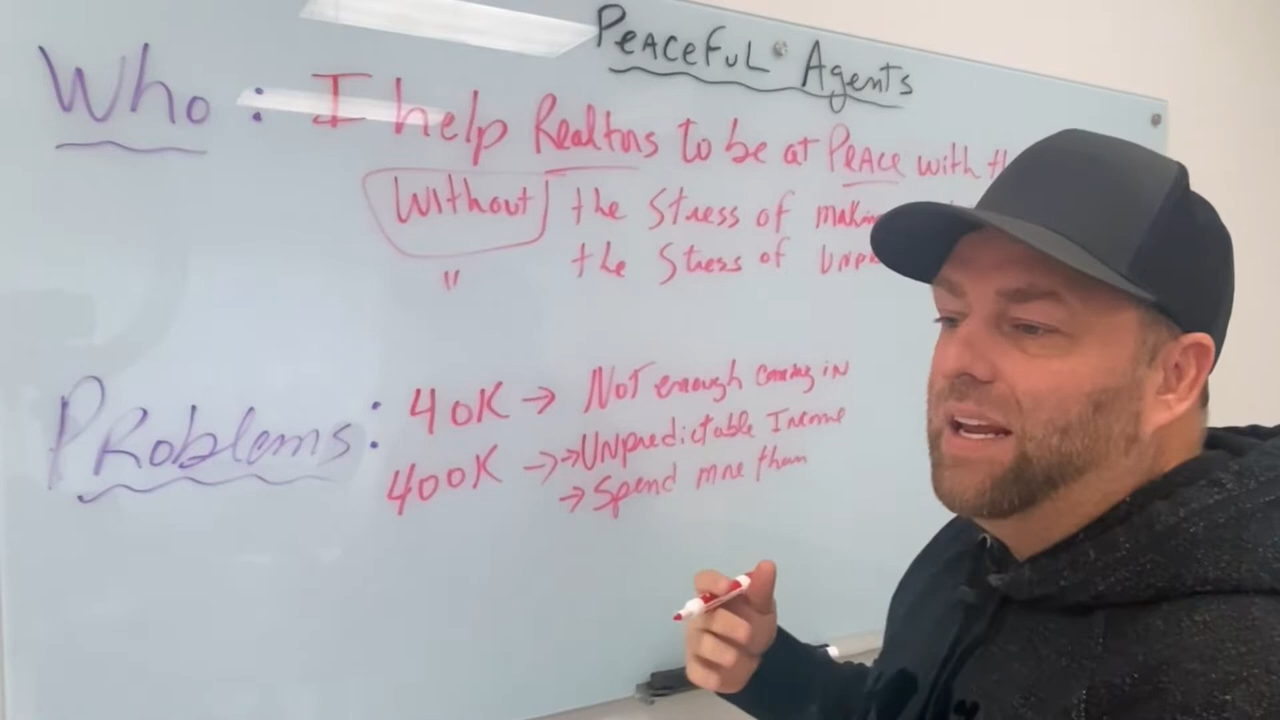 Peaceful Agents
Who : I help Realtors to be at Peace with
Without the Stress of
" the Stress of
Problems : 40K → Not enough coming in
400K →→ Unpredictable Income
→ Spend more than